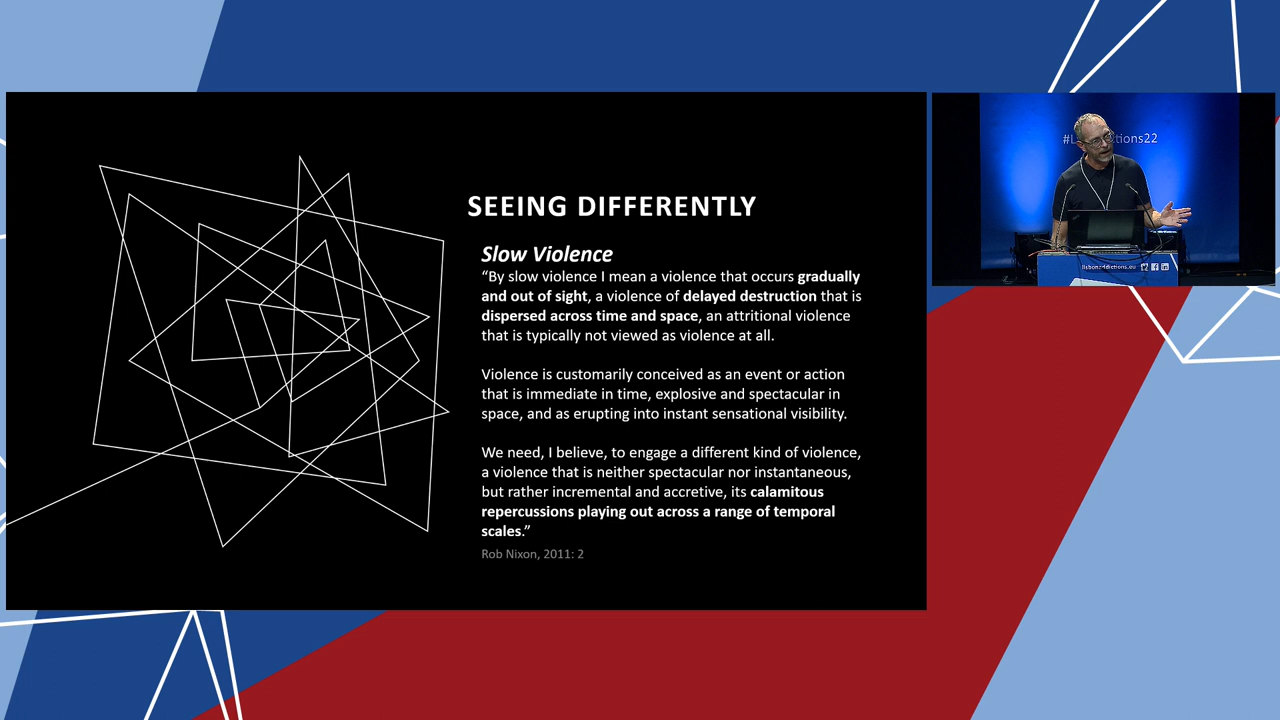 SEEING DIFFERENTLY
Slow Violence
“By slow violence I mean a violence that occurs gradually
and out of sight, a violence of delayed destruction that is
dispersed across time and space, an attritional violence
that is typically not viewed as violence at all.
Violence is customarily conceived as an event or action
that is immediate in time, explosive and spectacular in
space, and as erupting into instant sensational visibility.
We need, I believe, to engage a different kind of violence,
a violence that is neither spectacular nor instantaneous,
but rather incremental and accretive, its calamitous
repercussions playing out across a range of temporal
scales.”
Rob Nixon, 2011: 2
lisbonaddictions.eu